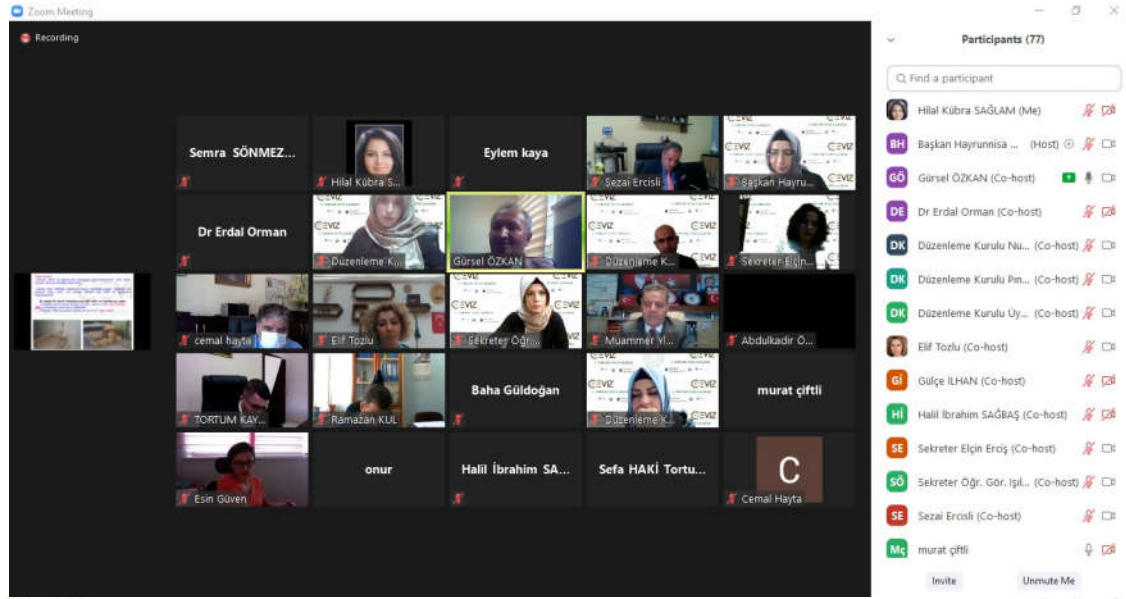 Zoom Meeting
Recording
Semra SÖNMEZ...
Hilal Kübra S...
Eylem kaya
Sezai Ercisli
Başkan Hayru...
CEVİZ
Dr Erdal Orman
Düzenleme K...
Gürsel ÖZKAN
Düzenleme K...
Sekreter Elçin...
CEVİZ
cemal hayta
Elif Tozlu
Sekreter Öğr...
Muammer Yİ...
Abdulkadir Ö...
CEVİZ
TORTUM KAY...
Ramazan KUL
Baha Güldoğan
Düzenleme K...
murat çiftli
CEVİZ
Esin Güven
onur
Halil İbrahim SA...
Sefa HAKİ Tortu...
C
Cemal Hayta
Participants (77)
Find a participant
Hilal Kübra SAĞLAM (Me)
BH Başkan Hayrunnisa ... (Host)
GÖ Gürsel ÖZKAN (Co-host)
DE Dr Erdal Orman (Co-host)
DK Düzenleme Kurulu Nu... (Co-host)
DK Düzenleme Kurulu Pın... (Co-host)
DK Düzenleme Kurulu Üy... (Co-host)
Elif Tozlu (Co-host)
Gİ Gülçe İLHAN (Co-host)
Hİ Halil İbrahim SAĞBAŞ (Co-host)
SE Sekreter Elçin Erciş (Co-host)
SÖ Sekreter Öğr. Gör. Işıl... (Co-host)
SE Sezai Ercisli (Co-host)
Mç murat çiftli
Invite
Unmute Me